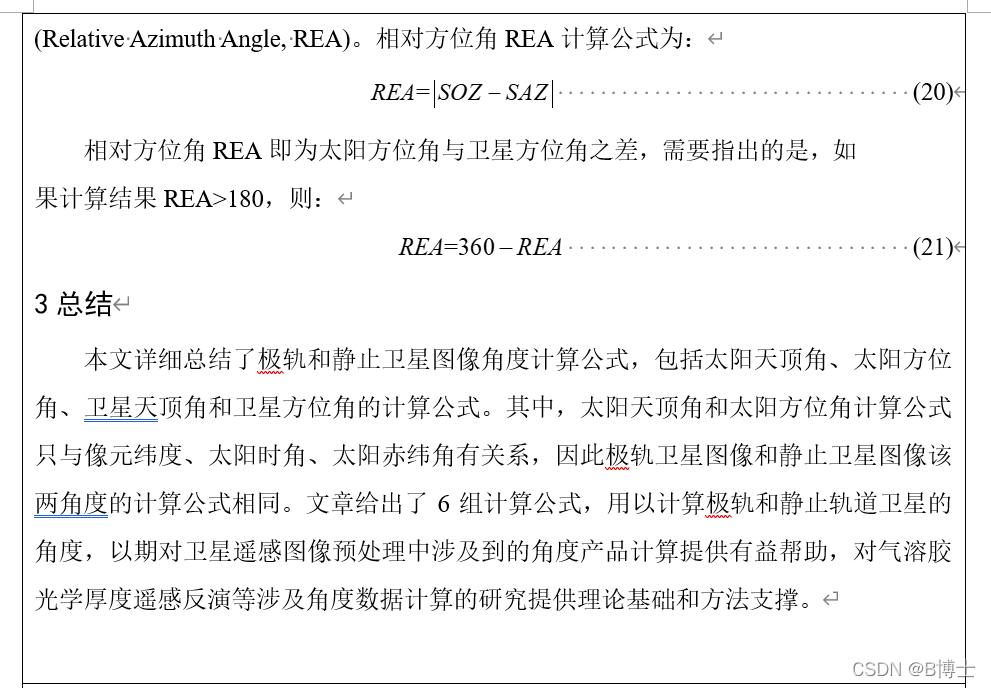 (Relative Azimuth Angle, REA)。相对方位角 REA 计算公式为：
REA=|SOZ－SAZ|································(20)
相对方位角 REA 即为太阳方位角与卫星方位角之差，需要指出的是，如
果计算结果 REA>180，则：
REA=360－REA································(21)
3 总结
本文详细总结了极轨和静止卫星图像角度计算公式，包括太阳天顶角、太阳方位
角、卫星天顶角和卫星方位角的计算公式。其中，太阳天顶角和太阳方位角计算公式
只与像元纬度、太阳时角、太阳赤纬角有关系，因此极轨卫星图像和静止卫星图像该
两角度的计算公式相同。文章给出了 6 组计算公式，用以计算极轨和静止轨道卫星的
角度，以期对卫星遥感图像预处理中涉及到的角度产品计算提供有益帮助，对气溶胶
光学厚度遥感反演等涉及角度数据计算的研究提供理论基础和方法支撑。
CSDN @B博士